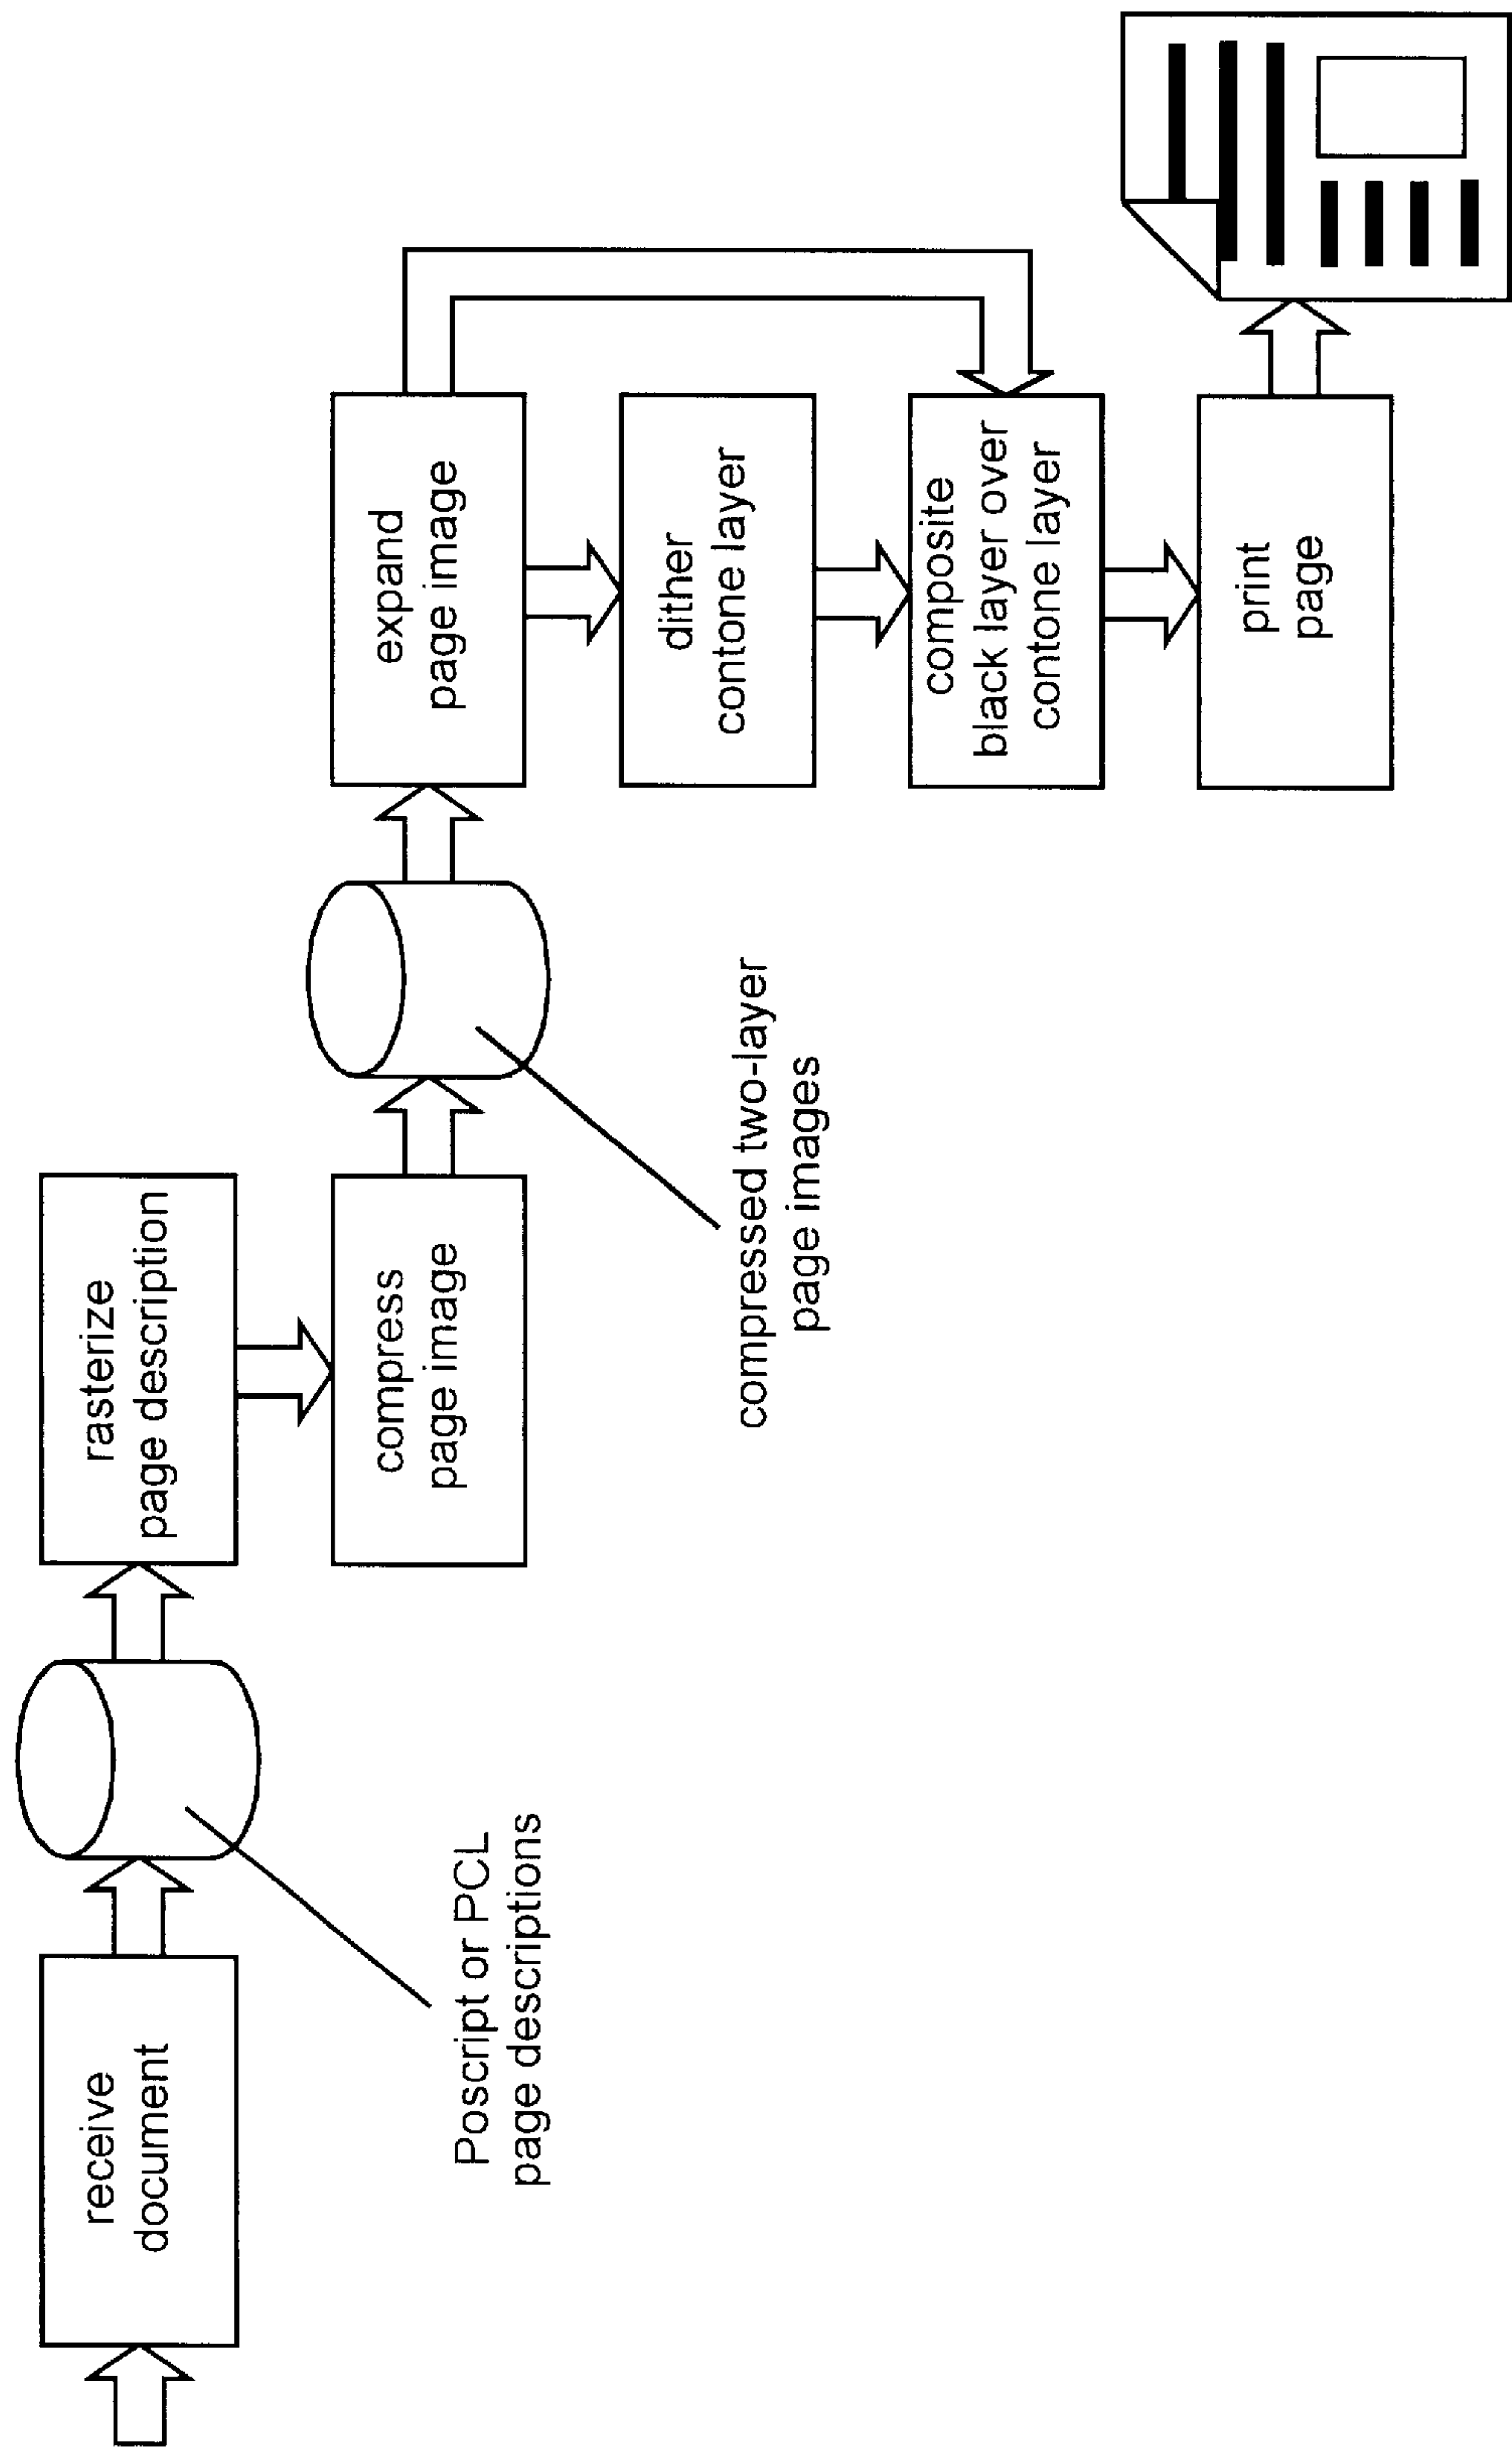 receive
document
Poscript or PCL
page descriptions
rasterize
page description
compress
page image
compressed two-layer
page images
expand
page image
dither
contone layer
composite
black layer over
contone layer
print
page